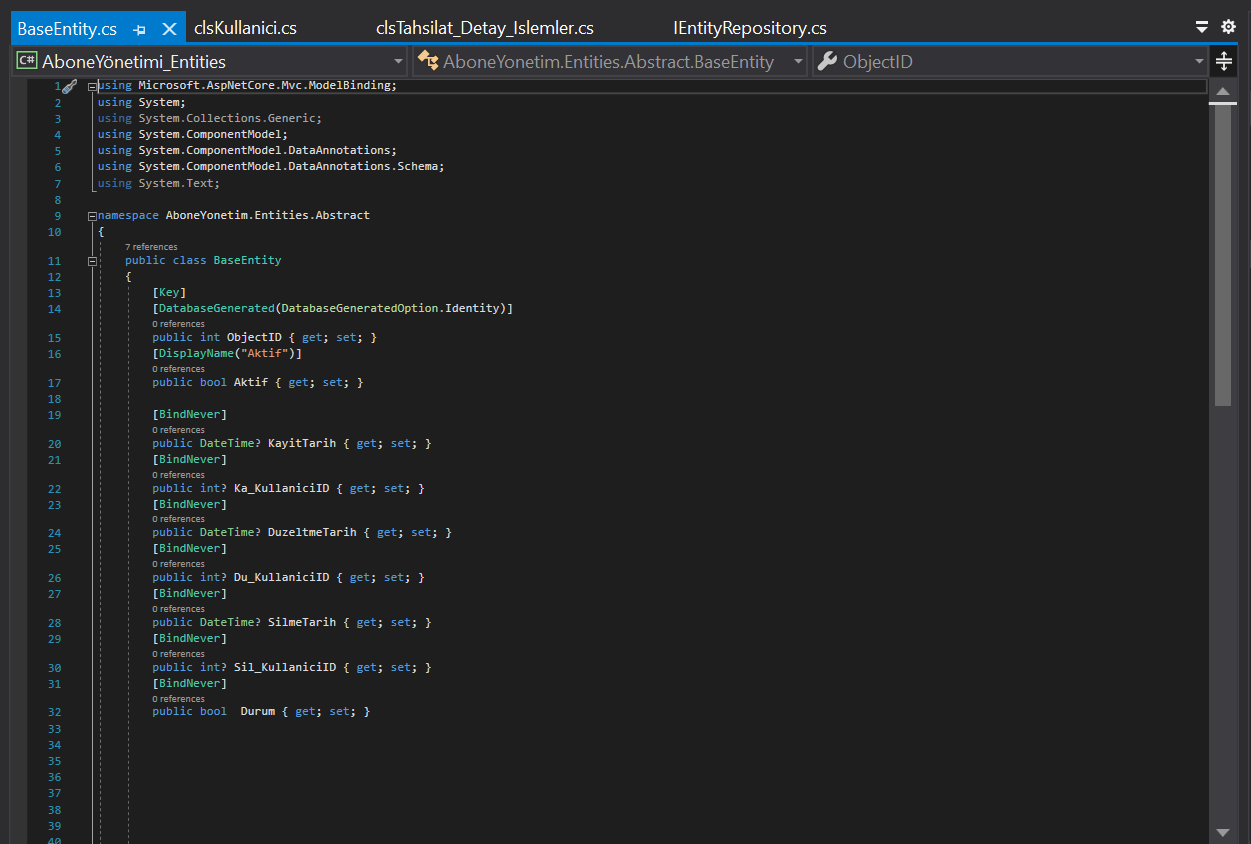 BaseEntity.cs clsKullanici.cs clsTahsilat_Detay_Islemler.cs IEntityRepository.cs
C# AboneYönetimi_Entities AboneYonetim.Entities.Abstract.BaseEntity ObjectID
1 using Microsoft.AspNetCore.Mvc.ModelBinding;
2 using System;
3 using System.Collections.Generic;
4 using System.ComponentModel;
5 using System.ComponentModel.DataAnnotations;
6 using System.ComponentModel.DataAnnotations.Schema;
7 using System.Text;
8
9 namespace AboneYonetim.Entities.Abstract
10 {
7 references
11 public class BaseEntity
12 {
13 [Key]
14 [DatabaseGenerated(DatabaseGeneratedOption.Identity)]
0 references
15 public int ObjectID { get; set; }
16 [DisplayName("Aktif")]
0 references
17 public bool Aktif { get; set; }
18
19 [BindNever]
0 references
20 public DateTime? KayitTarih { get; set; }
21 [BindNever]
0 references
22 public int? Ka_KullaniciID { get; set; }
23 [BindNever]
0 references
24 public DateTime? DuzeltmeTarih { get; set; }
25 [BindNever]
0 references
26 public int? Du_KullaniciID { get; set; }
27 [BindNever]
0 references
28 public DateTime? SilmeTarih { get; set; }
29 [BindNever]
0 references
30 public int? Sil_KullaniciID { get; set; }
31 [BindNever]
0 references
32 public bool Durum { get; set; }
33
34
35
36
37
38
39
40